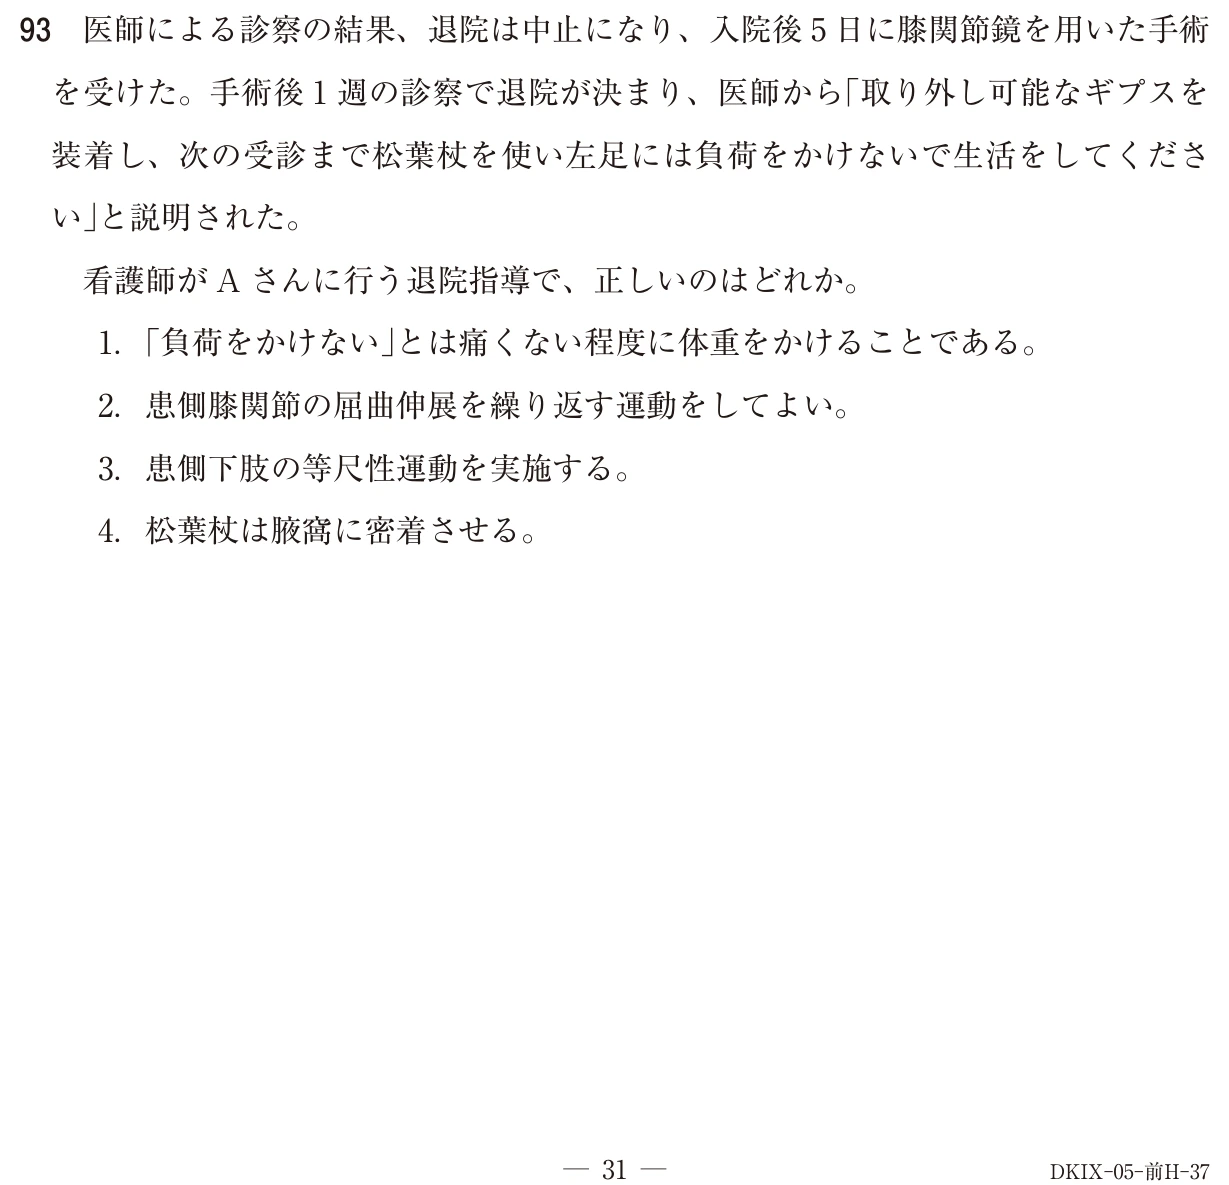 93 医師による診察の結果、退院は中止になり、入院後5日に膝関節鏡を用いた手術
を受けた。手術後1週の診察で退院が決まり、医師から「取り外し可能なギプスを
装着し、次の受診まで松葉杖を使い左足には負荷をかけないで生活をしてくださ
い」と説明された。
看護師がAさんに行う退院指導で、正しいのはどれか。
1. 「負荷をかけない」とは痛くない程度に体重をかけることである。
2. 患側膝関節の屈曲伸展を繰り返す運動をしてよい。
3. 患側下肢の等尺性運動を実施する。
4. 松葉杖は腋窩に密着させる。
— 31 —
DKIX-05-前H-37